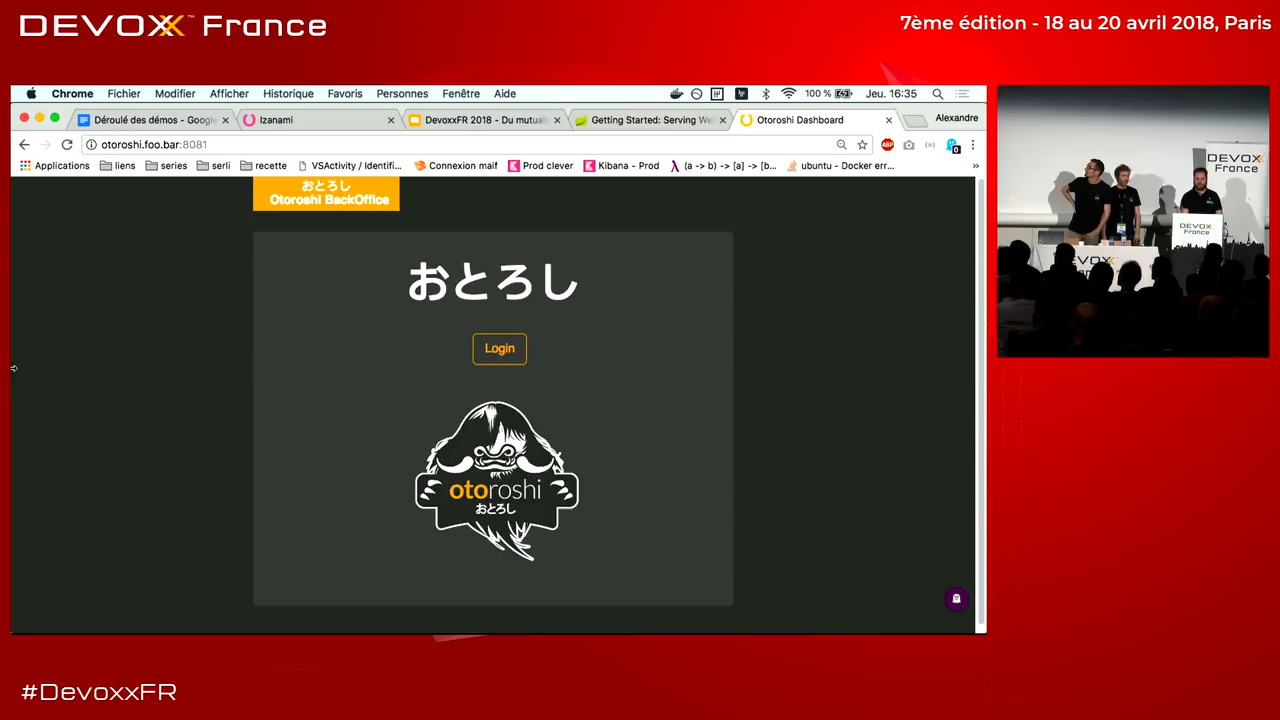 DEVOXX™ France
7ème édition - 18 au 20 avril 2018, Paris
Chrome Fichier Modifier Afficher Historique Favoris Personnes Fenêtre Aide
100 % Jeu. 16:35
Déroulé des démos - Google
Izanami
DevoxxFR 2018 - Du mutuali
Getting Started: Serving We
Otoroshi Dashboard
Alexandre
otoroshi.foo.bar:8081
ABP
0
Applications liens series serli recette VSActivity / Identifi... Connexion maif Prod clever Kibana - Prod (a -> b) -> [a] -> [b... ubuntu - Docker err... »
おとろし
Otoroshi BackOffice
おとろし
Login
otoroshi
おとろし
DEVOXX
France
DEVOXX
France
#DevoxxFR